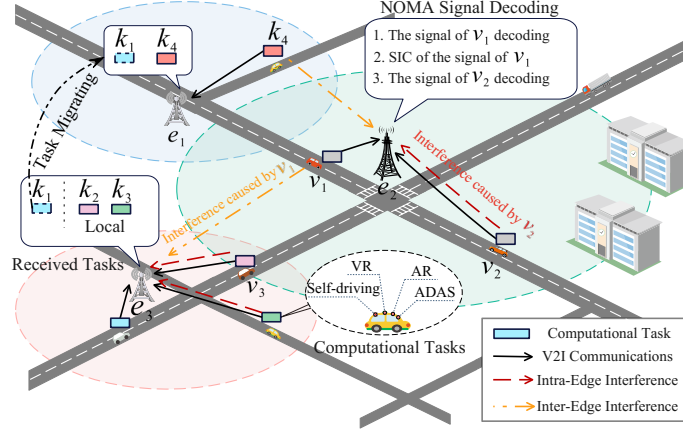 NOMA Signal Decoding
1. The signal of v1 decoding
2. SIC of the signal of v1
3. The signal of v2 decoding
k1 k4
k4
e1
Task Migrating
e2
v1
Interference caused by v1
Interference caused by v2
v2
k1 k2 k3
Local
Received Tasks
e3
v3
VR
AR
Self-driving
ADAS
Computational Tasks
Computational Task
V2I Communications
Intra-Edge Interference
Inter-Edge Interference